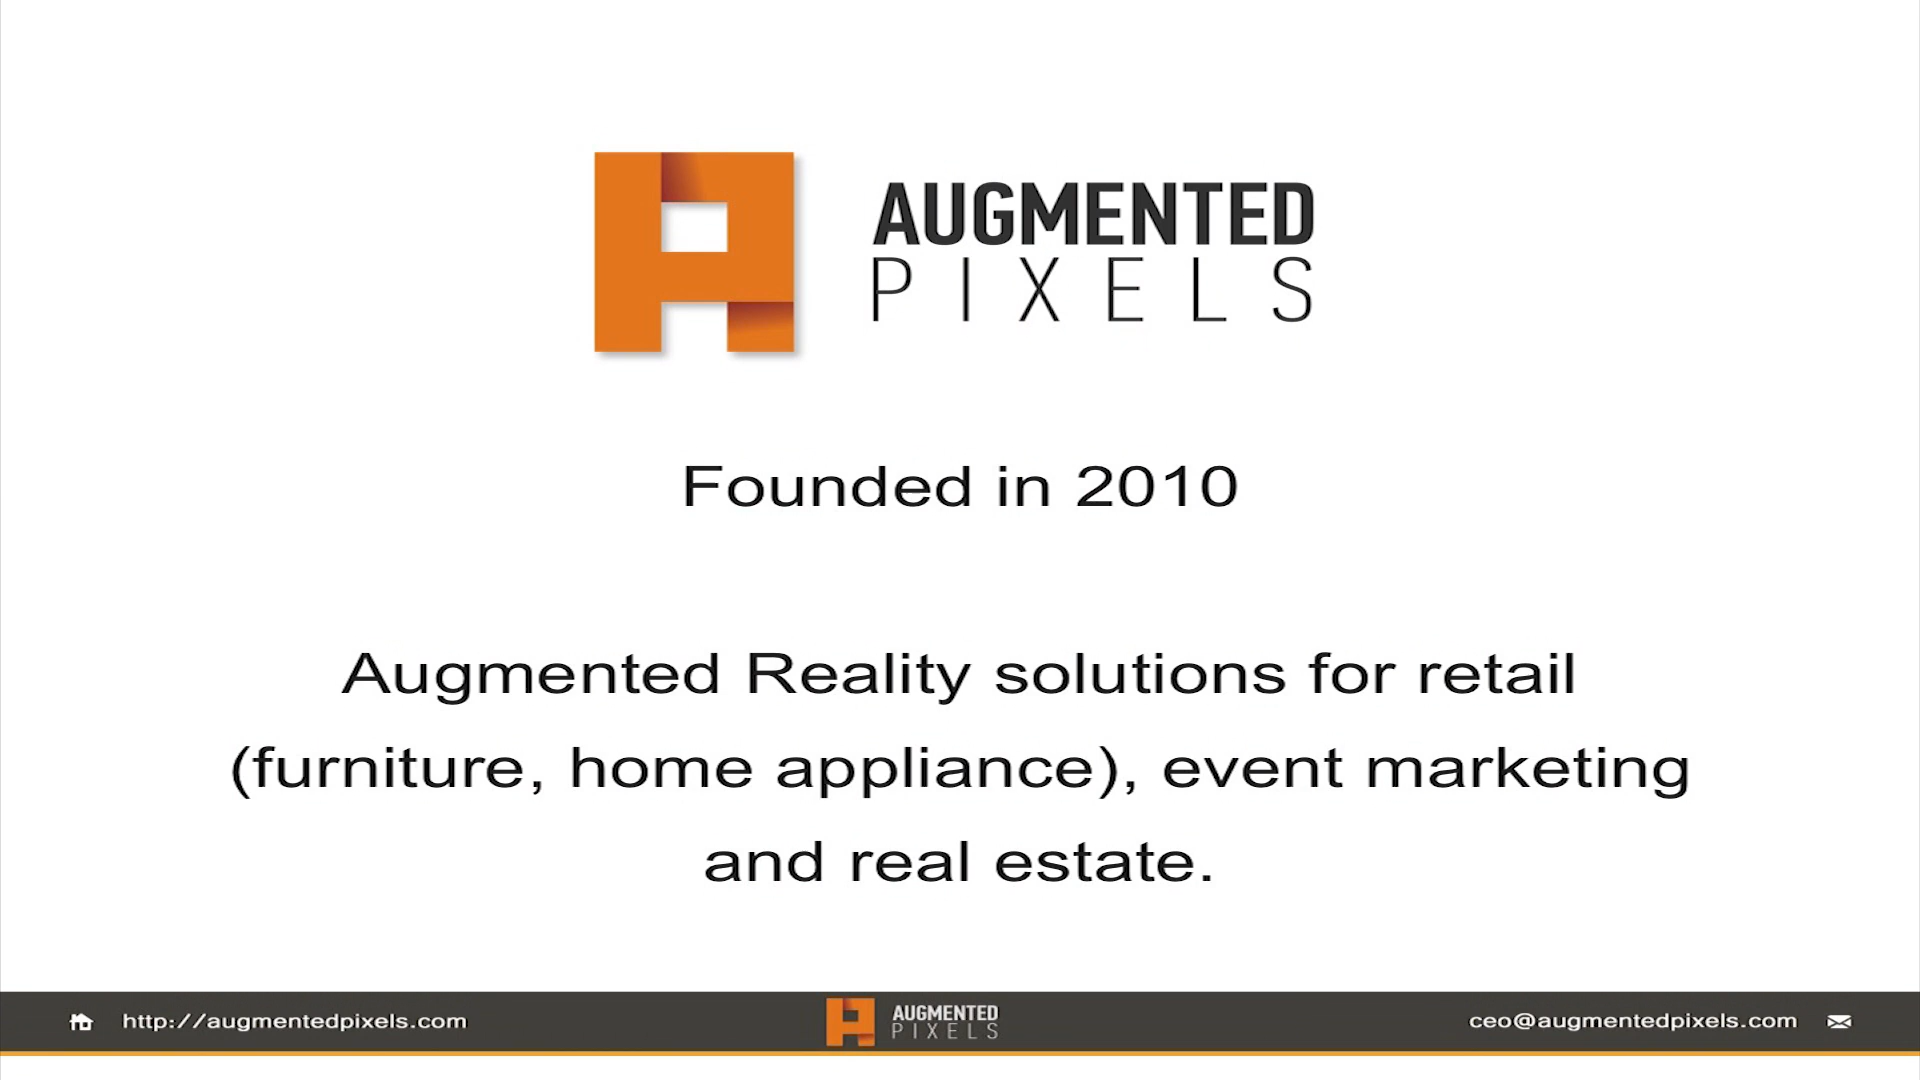 AUGMENTED
PIXELS
Founded in 2010
Augmented Reality solutions for retail
(furniture, home appliance), event marketing
and real estate.
http://augmentedpixels.com
AUGMENTED
PIXELS
ceo@augmentedpixels.com